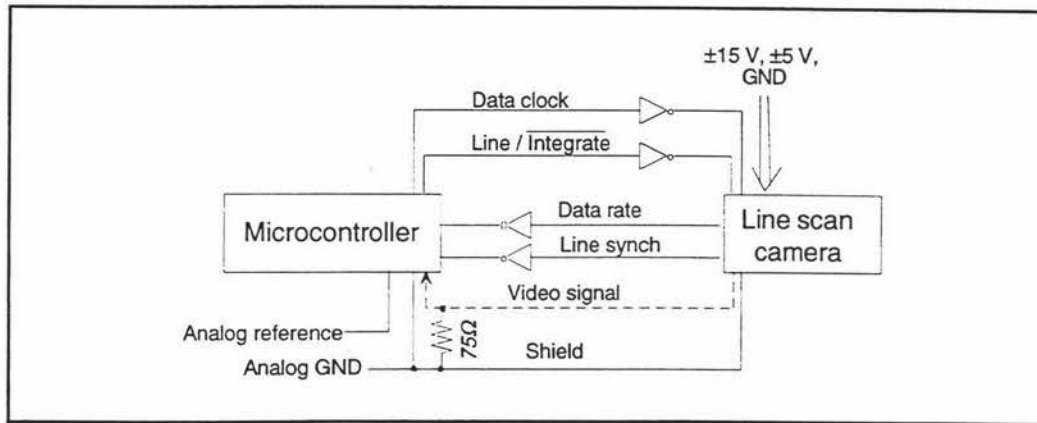 ±15 V, ±5 V,
GND
Data clock
Line / Integrate
Microcontroller
Data rate
Line synch
Line scan
camera
Video signal
Analog reference
75Ω
Analog GND
Shield